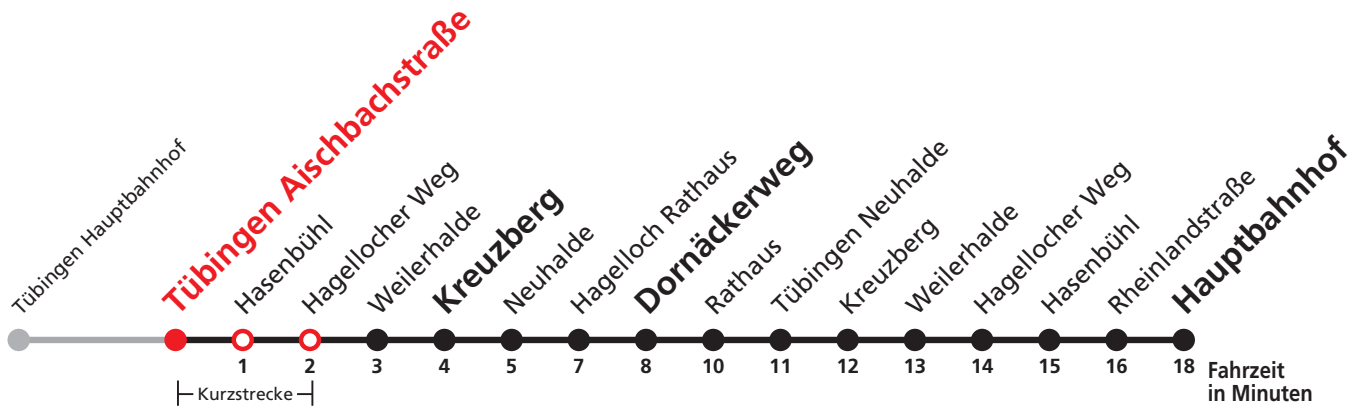 Tübingen Hauptbahnhof
Tübingen Aischbachstraße
Hasenbühl
Hagellocher Weg
Weilerhalde
Kreuzberg
Neuhalde
Hagelloch Rathaus
Dornäckerweg
Rathaus
Tübingen Neuhalde
Kreuzberg
Weilerhalde
Hagellocher Weg
Hasenbühl
Rheinlandstraße
Hauptbahnhof
1 2 3 4 5 7 8 10 11 12 13 14 15 16 18
Fahrzeit
in Minuten
Kurzstrecke